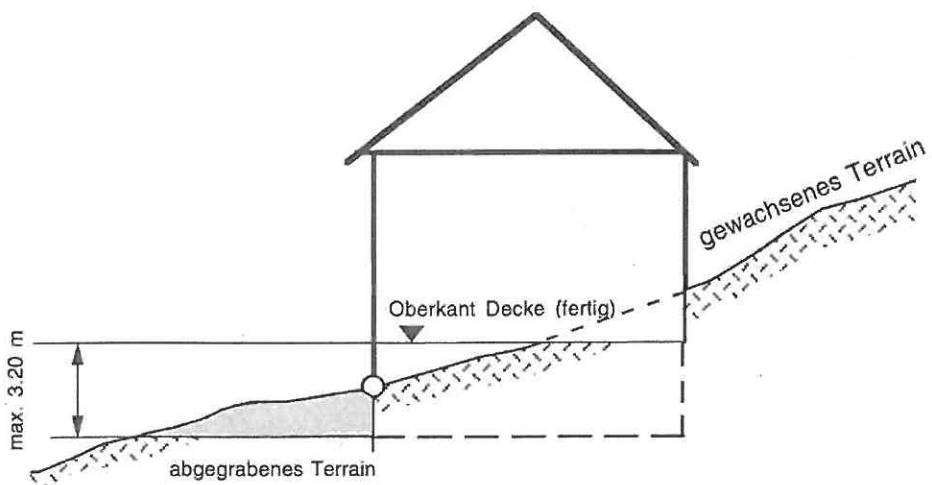 gewachsenes Terrain
Oberkant Decke (fertig)
max. 3.20 m
abgegrabenes Terrain